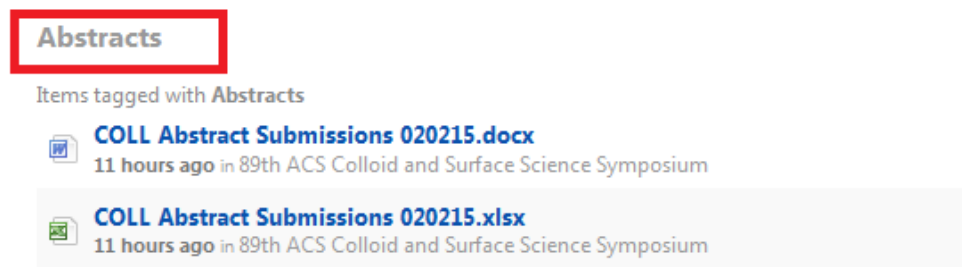 Abstracts
Items tagged with Abstracts
COLL Abstract Submissions 020215.docx
11 hours ago in 89th ACS Colloid and Surface Science Symposium
COLL Abstract Submissions 020215.xlsx
11 hours ago in 89th ACS Colloid and Surface Science Symposium